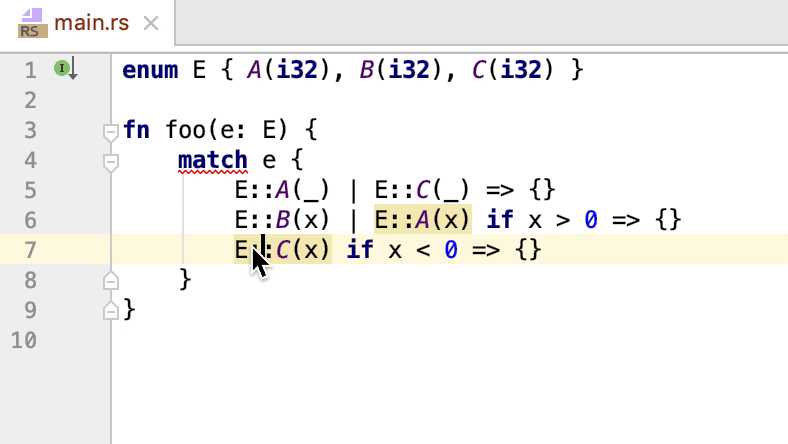 RS main.rs
1 enum E { A(i32), B(i32), C(i32) }
2
3 fn foo(e: E) {
4     match e {
5         E::A(_) | E::C(_) => {}
6         E::B(x) | E::A(x) if x > 0 => {}
7         E::C(x) if x < 0 => {}
8     }
9 }
10